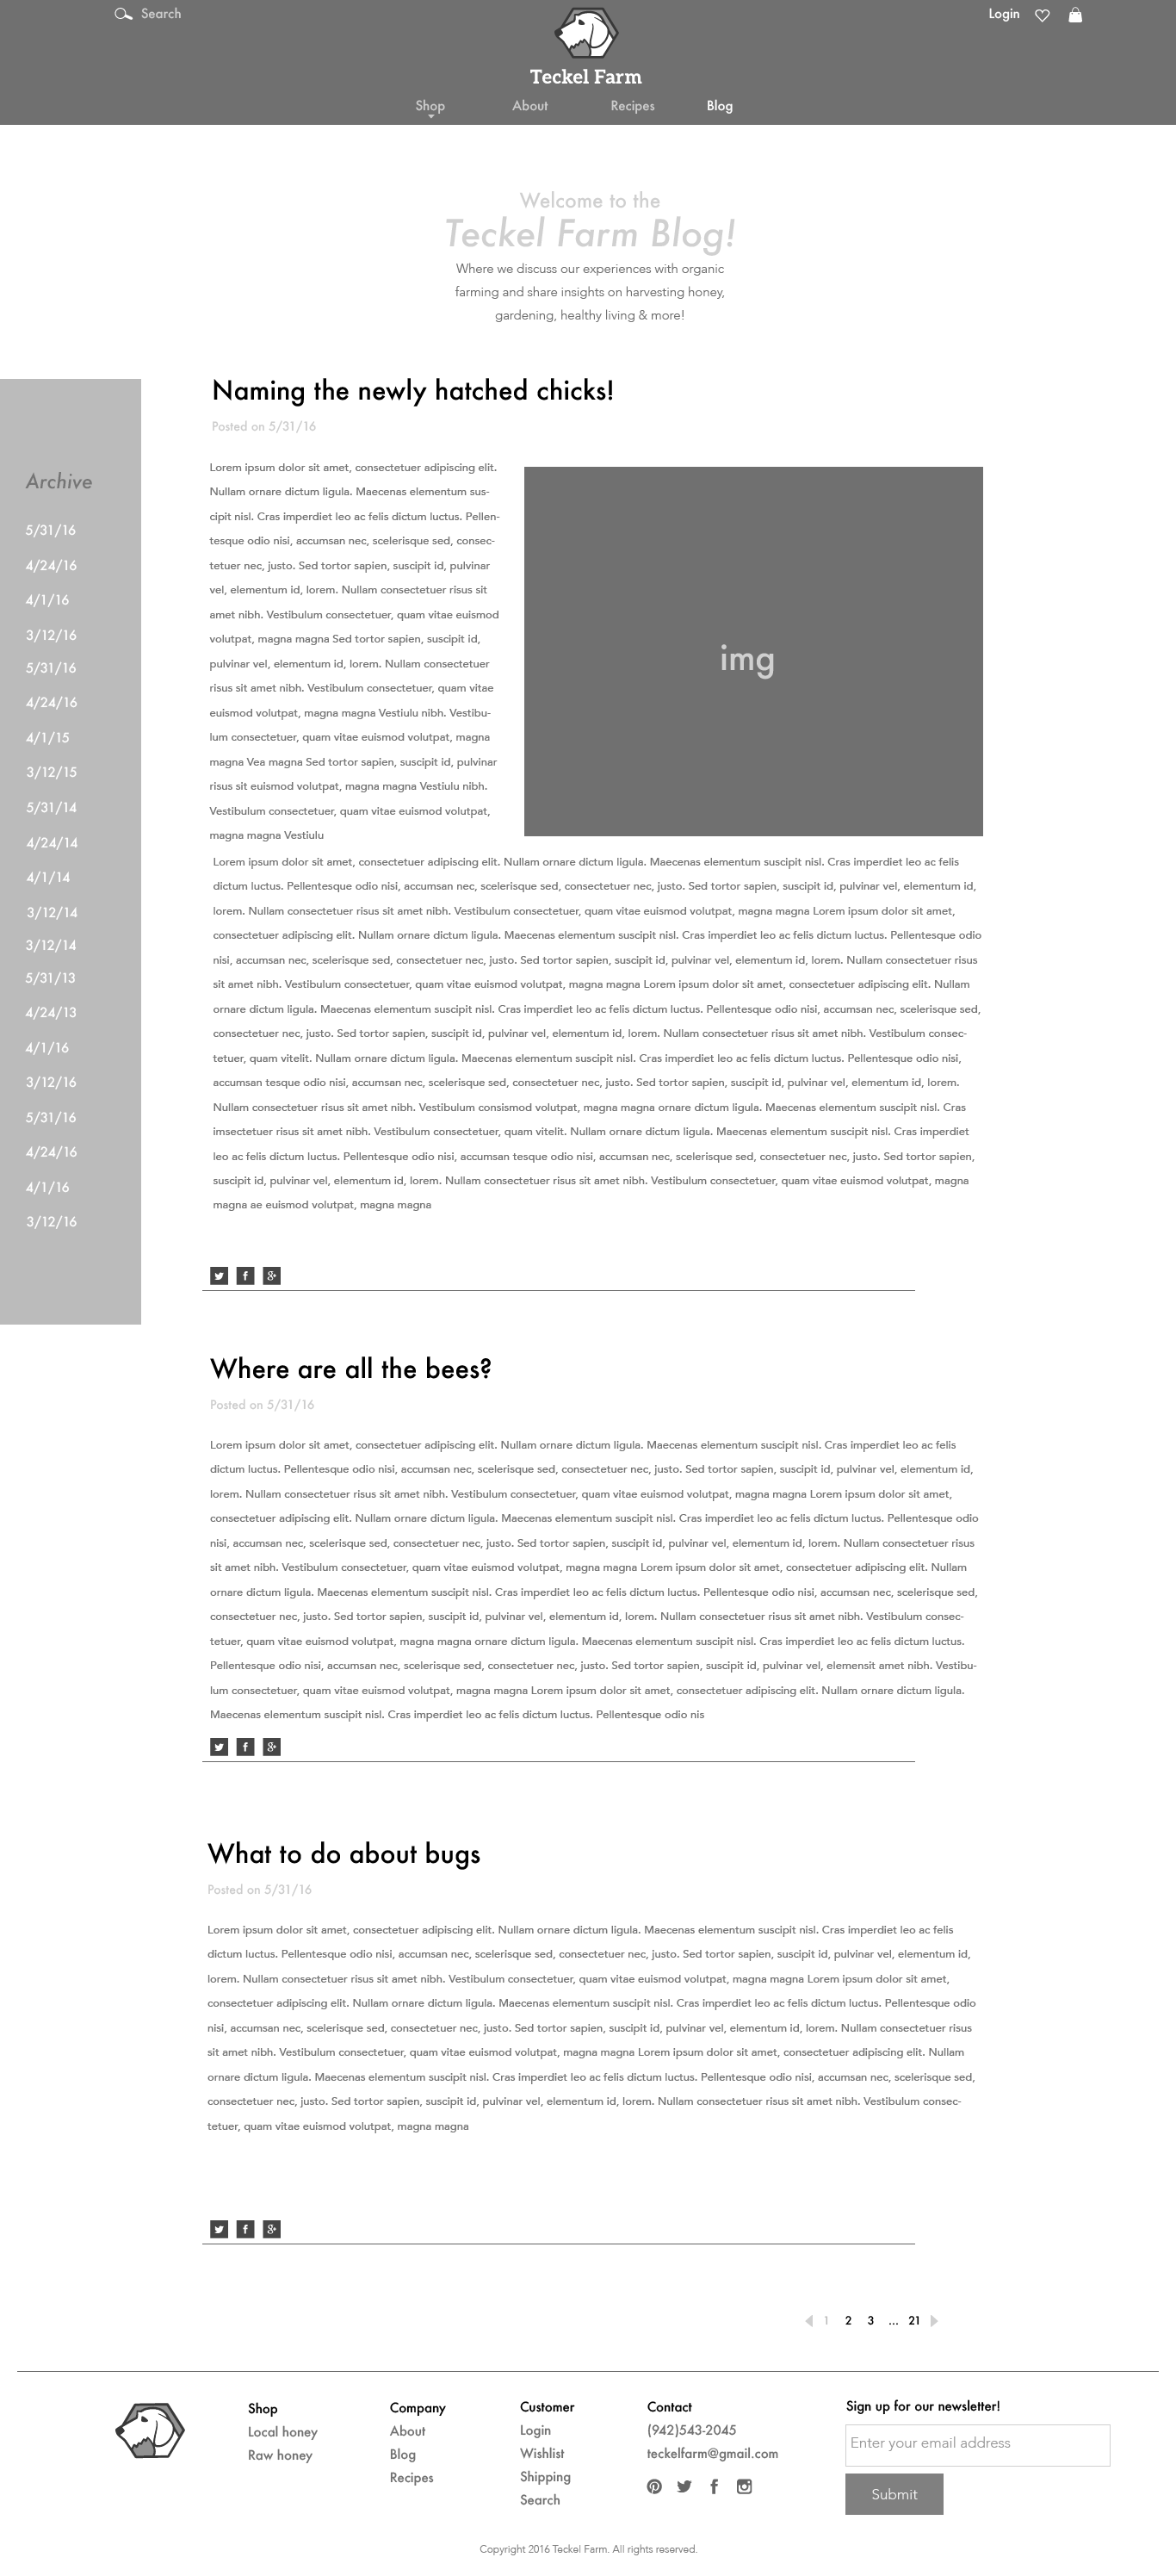 Search
Login
Teckel Farm
Shop
About
Recipes
Blog
Welcome to the
Teckel Farm Blog!
Where we discuss our experiences with organic
farming and share insights on harvesting honey,
gardening, healthy living & more!
Archive
5/31/16
4/24/16
4/1/16
3/12/16
5/31/16
4/24/16
4/1/15
3/12/15
5/31/14
4/24/14
4/1/14
3/12/14
3/12/14
5/31/13
4/24/13
4/1/16
3/12/16
5/31/16
4/24/16
4/1/16
3/12/16
Naming the newly hatched chicks!
Posted on 5/31/16
Lorem ipsum dolor sit amet, consectetuer adipiscing elit.
Nullam ornare dictum ligula. Maecenas elementum sus-
cipit nisl. Cras imperdiet leo ac felis dictum luctus. Pellen-
tesque odio nisi, accumsan nec, scelerisque sed, consec-
tetuer nec, justo. Sed tortor sapien, suscipit id, pulvinar
vel, elementum id, lorem. Nullam consectetuer risus sit
amet nibh. Vestibulum consectetuer, quam vitae euismod
volutpat, magna magna Sed tortor sapien, suscipit id,
pulvinar vel, elementum id, lorem. Nullam consectetuer
risus sit amet nibh. Vestibulum consectetuer, quam vitae
euismod volutpat, magna magna Vestiulu nibh. Vestibu-
lum consectetuer, quam vitae euismod volutpat, magna
magna Vea magna Sed tortor sapien, suscipit id, pulvinar
risus sit euismod volutpat, magna magna Vestiulu nibh.
Vestibulum consectetuer, quam vitae euismod volutpat,
magna magna Vestiulu
img
Lorem ipsum dolor sit amet, consectetuer adipiscing elit. Nullam ornare dictum ligula. Maecenas elementum suscipit nisl. Cras imperdiet leo ac felis
dictum luctus. Pellentesque odio nisi, accumsan nec, scelerisque sed, consectetuer nec, justo. Sed tortor sapien, suscipit id, pulvinar vel, elementum id,
lorem. Nullam consectetuer risus sit amet nibh. Vestibulum consectetuer, quam vitae euismod volutpat, magna magna Lorem ipsum dolor sit amet,
consectetuer adipiscing elit. Nullam ornare dictum ligula. Maecenas elementum suscipit nisl. Cras imperdiet leo ac felis dictum luctus. Pellentesque odio
nisi, accumsan nec, scelerisque sed, consectetuer nec, justo. Sed tortor sapien, suscipit id, pulvinar vel, elementum id, lorem. Nullam consectetuer risus
sit amet nibh. Vestibulum consectetuer, quam vitae euismod volutpat, magna magna Lorem ipsum dolor sit amet, consectetuer adipiscing elit. Nullam
ornare dictum ligula. Maecenas elementum suscipit nisl. Cras imperdiet leo ac felis dictum luctus. Pellentesque odio nisi, accumsan nec, scelerisque sed,
consectetuer nec, justo. Sed tortor sapien, suscipit id, pulvinar vel, elementum id, lorem. Nullam consectetuer risus sit amet nibh. Vestibulum consec-
tetuer, quam vitelit. Nullam ornare dictum ligula. Maecenas elementum suscipit nisl. Cras imperdiet leo ac felis dictum luctus. Pellentesque odio nisi,
accumsan tesque odio nisi, accumsan nec, scelerisque sed, consectetuer nec, justo. Sed tortor sapien, suscipit id, pulvinar vel, elementum id, lorem.
Nullam consectetuer risus sit amet nibh. Vestibulum consismod volutpat, magna magna ornare dictum ligula. Maecenas elementum suscipit nisl. Cras
imsectetuer risus sit amet nibh. Vestibulum consectetuer, quam vitelit. Nullam ornare dictum ligula. Maecenas elementum suscipit nisl. Cras imperdiet
leo ac felis dictum luctus. Pellentesque odio nisi, accumsan tesque odio nisi, accumsan nec, scelerisque sed, consectetuer nec, justo. Sed tortor sapien,
suscipit id, pulvinar vel, elementum id, lorem. Nullam consectetuer risus sit amet nibh. Vestibulum consectetuer, quam vitae euismod volutpat, magna
magna ae euismod volutpat, magna magna
Where are all the bees?
Posted on 5/31/16
Lorem ipsum dolor sit amet, consectetuer adipiscing elit. Nullam ornare dictum ligula. Maecenas elementum suscipit nisl. Cras imperdiet leo ac felis
dictum luctus. Pellentesque odio nisi, accumsan nec, scelerisque sed, consectetuer nec, justo. Sed tortor sapien, suscipit id, pulvinar vel, elementum id,
lorem. Nullam consectetuer risus sit amet nibh. Vestibulum consectetuer, quam vitae euismod volutpat, magna magna Lorem ipsum dolor sit amet,
consectetuer adipiscing elit. Nullam ornare dictum ligula. Maecenas elementum suscipit nisl. Cras imperdiet leo ac felis dictum luctus. Pellentesque odio
nisi, accumsan nec, scelerisque sed, consectetuer nec, justo. Sed tortor sapien, suscipit id, pulvinar vel, elementum id, lorem. Nullam consectetuer risus
sit amet nibh. Vestibulum consectetuer, quam vitae euismod volutpat, magna magna Lorem ipsum dolor sit amet, consectetuer adipiscing elit. Nullam
ornare dictum ligula. Maecenas elementum suscipit nisl. Cras imperdiet leo ac felis dictum luctus. Pellentesque odio nisi, accumsan nec, scelerisque sed,
consectetuer nec, justo. Sed tortor sapien, suscipit id, pulvinar vel, elementum id, lorem. Nullam consectetuer risus sit amet nibh. Vestibulum consec-
tetuer, quam vitae euismod volutpat, magna magna ornare dictum ligula. Maecenas elementum suscipit nisl. Cras imperdiet leo ac felis dictum luctus.
Pellentesque odio nisi, accumsan nec, scelerisque sed, consectetuer nec, justo. Sed tortor sapien, suscipit id, pulvinar vel, elemensit amet nibh. Vestibu-
lum consectetuer, quam vitae euismod volutpat, magna magna Lorem ipsum dolor sit amet, consectetuer adipiscing elit. Nullam ornare dictum ligula.
Maecenas elementum suscipit nisl. Cras imperdiet leo ac felis dictum luctus. Pellentesque odio nis
What to do about bugs
Posted on 5/31/16
Lorem ipsum dolor sit amet, consectetuer adipiscing elit. Nullam ornare dictum ligula. Maecenas elementum suscipit nisl. Cras imperdiet leo ac felis
dictum luctus. Pellentesque odio nisi, accumsan nec, scelerisque sed, consectetuer nec, justo. Sed tortor sapien, suscipit id, pulvinar vel, elementum id,
lorem. Nullam consectetuer risus sit amet nibh. Vestibulum consectetuer, quam vitae euismod volutpat, magna magna Lorem ipsum dolor sit amet,
consectetuer adipiscing elit. Nullam ornare dictum ligula. Maecenas elementum suscipit nisl. Cras imperdiet leo ac felis dictum luctus. Pellentesque odio
nisi, accumsan nec, scelerisque sed, consectetuer nec, justo. Sed tortor sapien, suscipit id, pulvinar vel, elementum id, lorem. Nullam consectetuer risus
sit amet nibh. Vestibulum consectetuer, quam vitae euismod volutpat, magna magna Lorem ipsum dolor sit amet, consectetuer adipiscing elit. Nullam
ornare dictum ligula. Maecenas elementum suscipit nisl. Cras imperdiet leo ac felis dictum luctus. Pellentesque odio nisi, accumsan nec, scelerisque sed,
consectetuer nec, justo. Sed tortor sapien, suscipit id, pulvinar vel, elementum id, lorem. Nullam consectetuer risus sit amet nibh. Vestibulum consec-
tetuer, quam vitae euismod volutpat, magna magna
1 2 3 ... 21
Shop
Local honey
Raw honey
Company
About
Blog
Recipes
Customer
Login
Wishlist
Shipping
Search
Contact
(942)543-2045
teckelfarm@gmail.com
Sign up for our newsletter!
Enter your email address
Submit
Copyright 2016 Teckel Farm. All rights reserved.